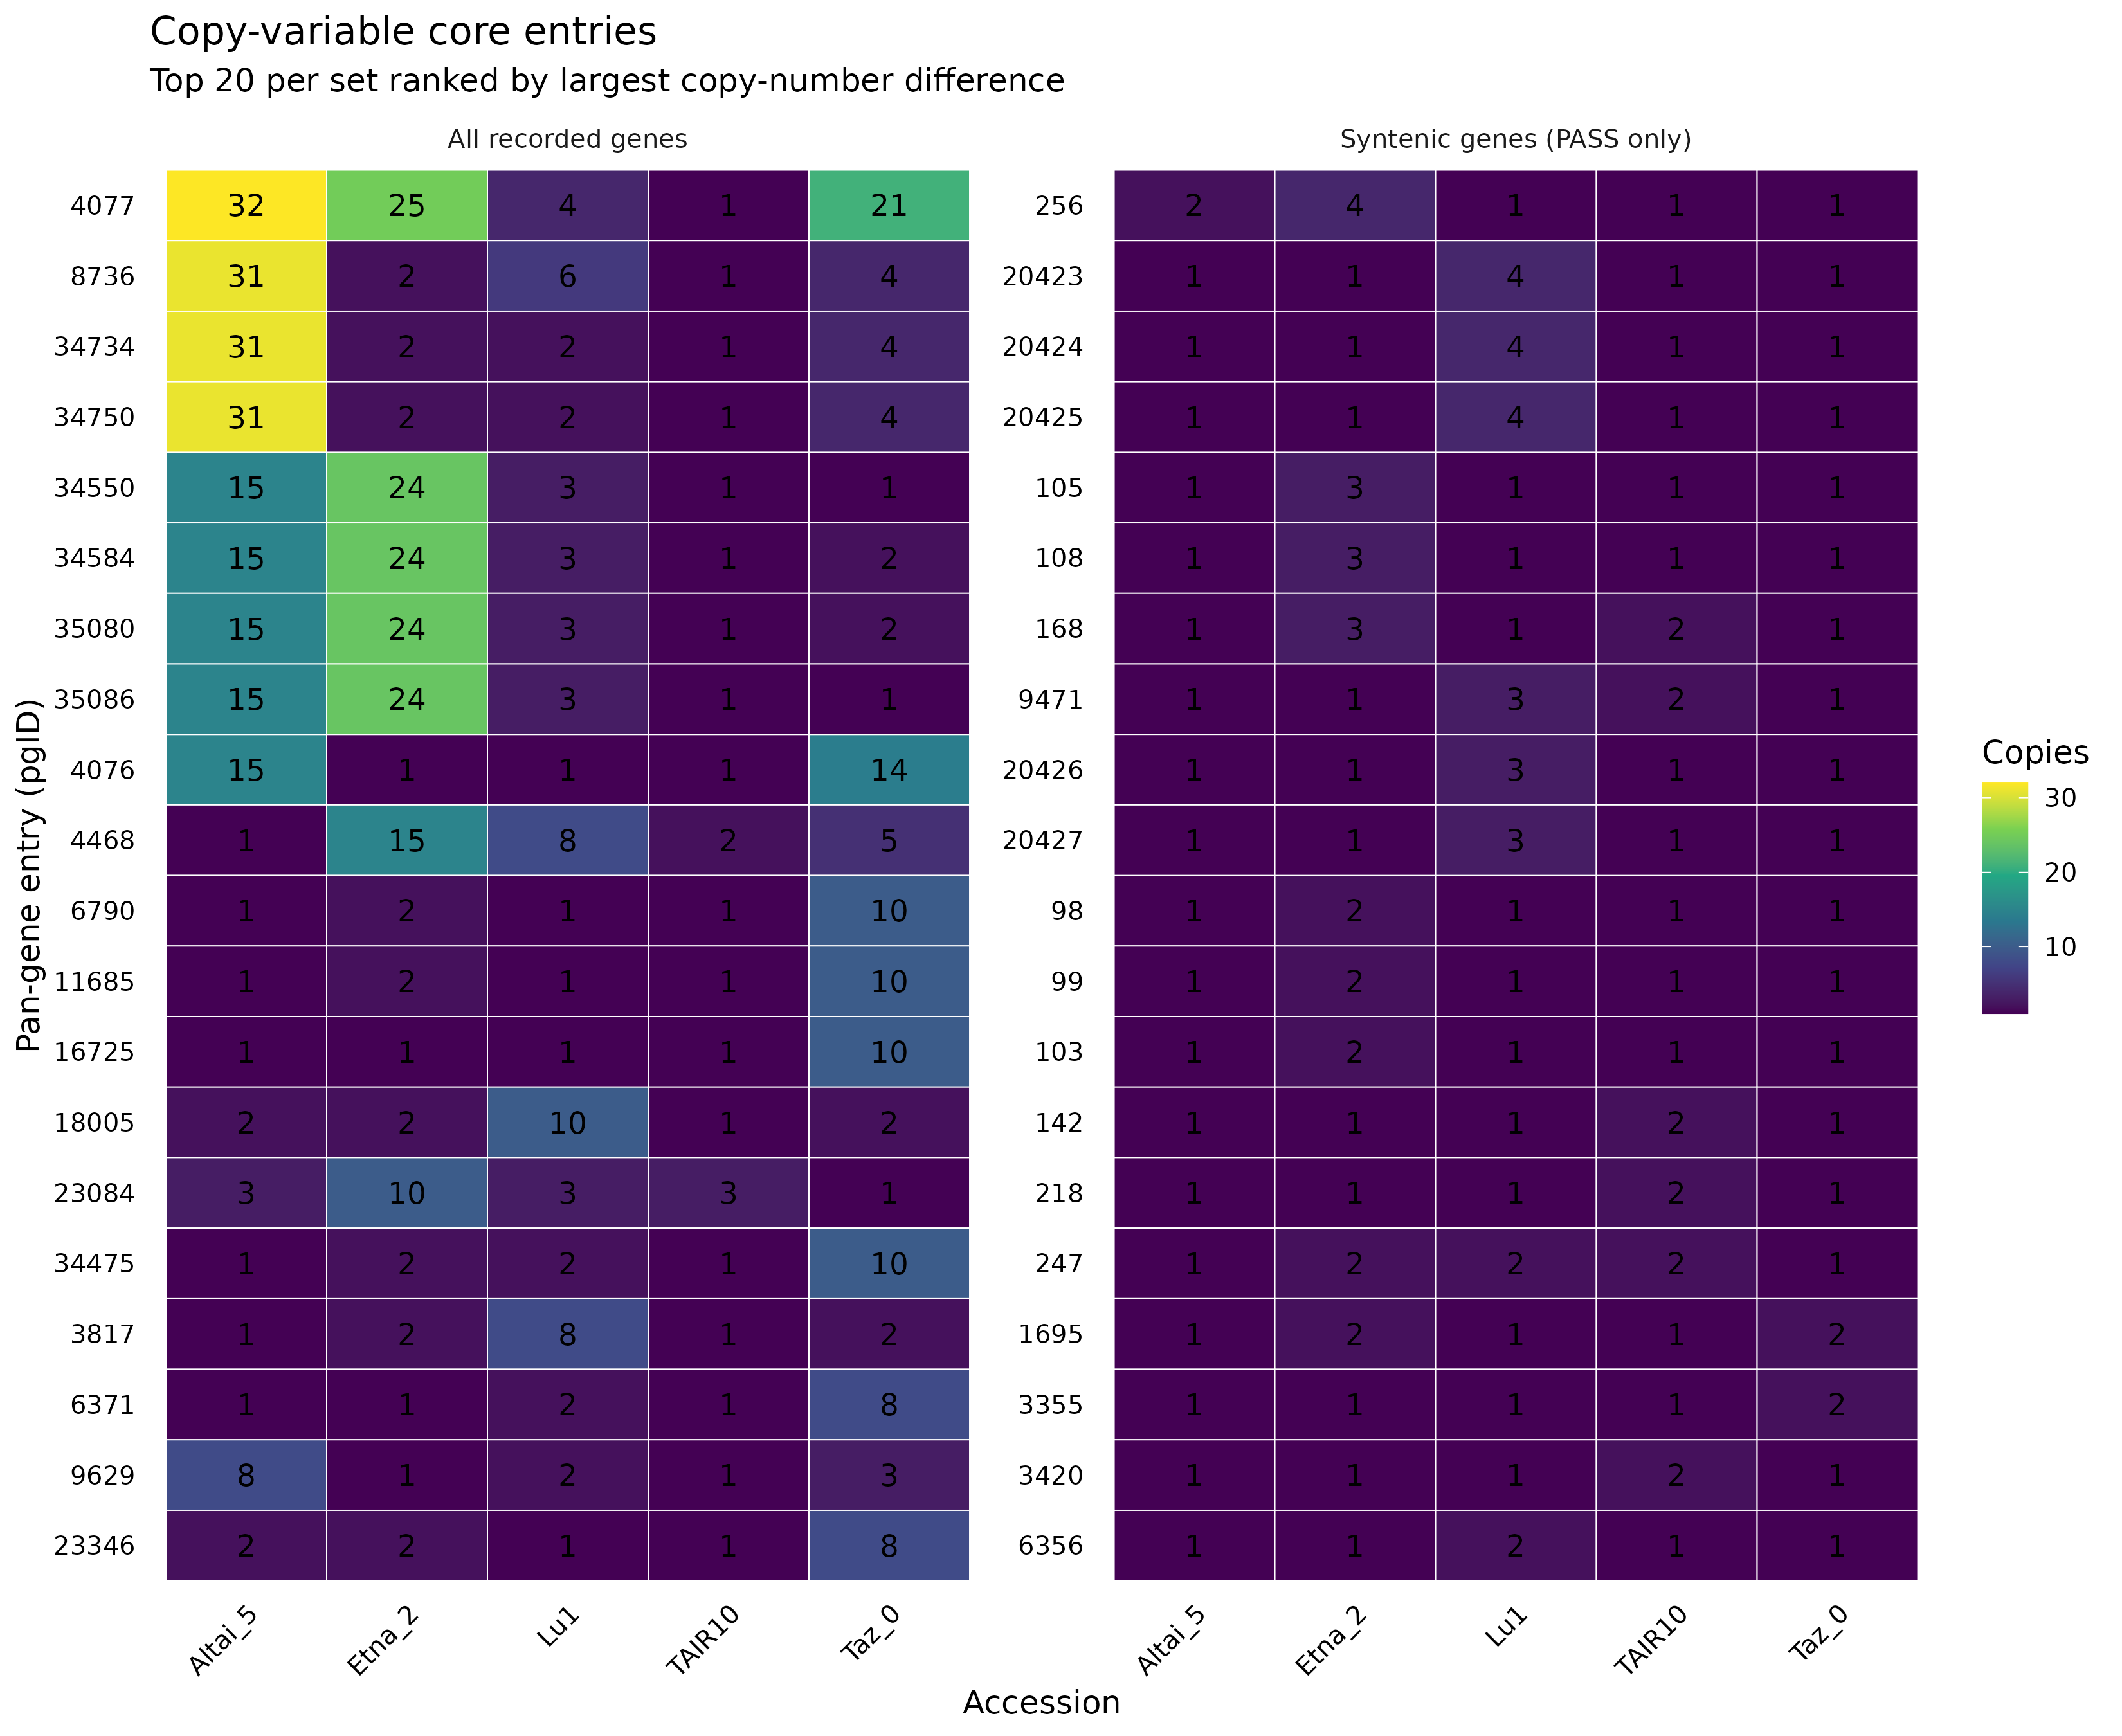 Copy-variable core entries
Top 20 per set ranked by largest copy-number difference
All recorded genes
4077 32 25 4 1 21
8736 31 2 6 1 4
34734 31 2 2 1 4
34750 31 2 2 1 4
34550 15 24 3 1 1
34584 15 24 3 1 2
35080 15 24 3 1 2
35086 15 24 3 1 1
4076 15 1 1 1 14
4468 1 15 8 2 5
6790 1 2 1 1 10
11685 1 2 1 1 10
16725 1 1 1 1 10
18005 2 2 10 1 2
23084 3 10 3 3 1
34475 1 2 2 1 10
3817 1 2 8 1 2
6371 1 1 2 1 8
9629 8 1 2 1 3
23346 2 2 1 1 8
Altai_5 Etna_2 Lu1 TAIR10 Taz_0
Syntenic genes (PASS only)
256 2 4 1 1 1
20423 1 1 4 1 1
20424 1 1 4 1 1
20425 1 1 4 1 1
105 1 3 1 1 1
108 1 3 1 1 1
168 1 3 1 2 1
9471 1 1 3 2 1
20426 1 1 3 1 1
20427 1 1 3 1 1
98 1 2 1 1 1
99 1 2 1 1 1
103 1 2 1 1 1
142 1 1 1 2 1
218 1 1 1 2 1
247 1 2 2 2 1
1695 1 2 1 1 2
3355 1 1 1 1 2
3420 1 1 1 2 1
6356 1 1 2 1 1
Altai_5 Etna_2 Lu1 TAIR10 Taz_0
Pan-gene entry (pgID)
Accession
Copies
30
20
10